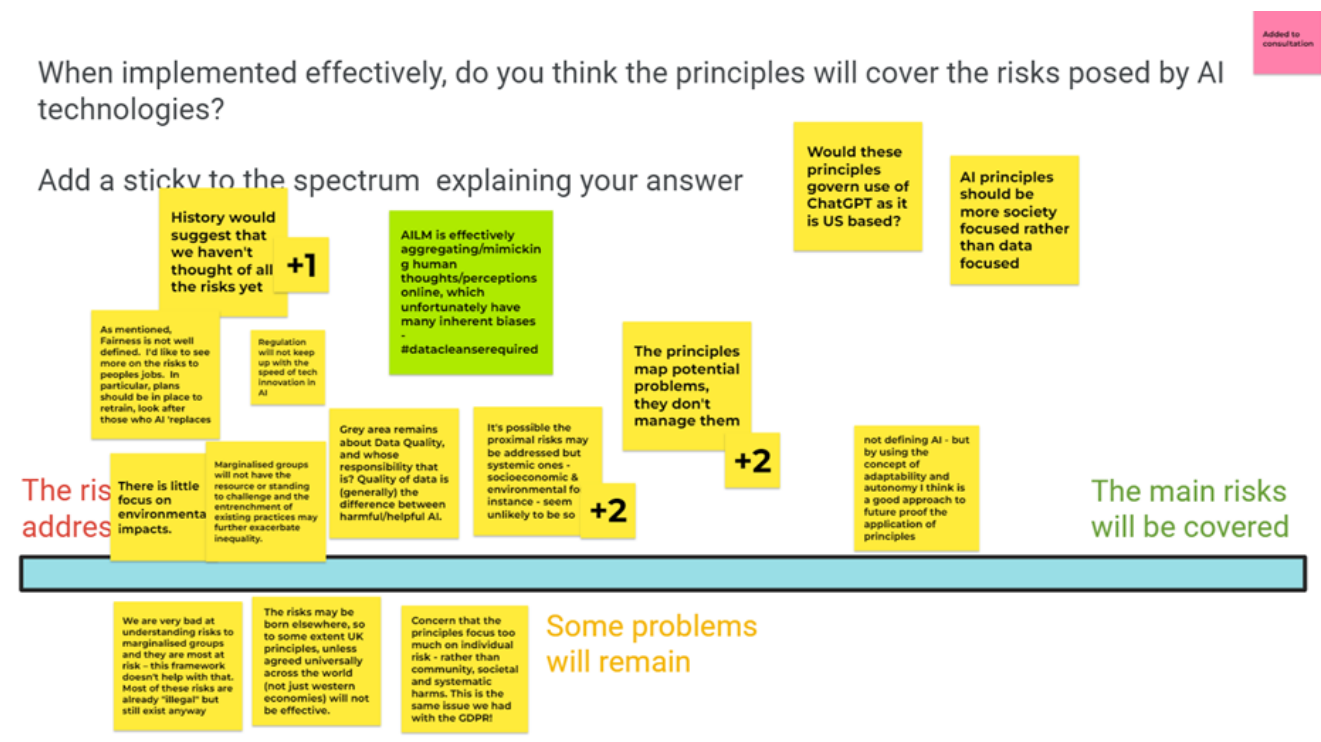 Added to
consultation
When implemented effectively, do you think the principles will cover the risks posed by AI
technologies?
Add a sticky to the spectrum explaining your answer
Would these
principles
govern use of
ChatGPT as it
is US based?
AI principles
should be
more society
focused rather
than data
focused
History would
suggest that
we haven't
thought of all
the risks yet
+1
AILM is effectively
aggregating/mimickin
g human
thoughts/perceptions
online, which
unfortunately have
many inherent biases
-
#datacleanserequired
As mentioned,
Fairness is not well
defined. I'd like to see
more on the risks to
peoples jobs. In
particular, plans
should be in place to
retrain, look after
those who AI 'replaces
Regulation
will not keep
up with the
speed of tech
innovation in
AI
The principles
map potential
problems,
they don't
manage them
+2
Grey area remains
about Data Quality,
and whose
responsibility that
is? Quality of data is
(generally) the
difference between
harmful/helpful AI.
It's possible the
proximal risks may
be addressed but
systemic ones -
socioeconomic &
environmental fo
instance - seem
unlikely to be so
+2
not defining AI - but
by using the
concept of
adaptability and
autonomy I think is
a good approach to
future proof the
application of
principles
The ris
addres
There is little
focus on
environmenta
impacts.
Marginalised groups
will not have the
resource or standing
to challenge and the
entrenchment of
existing practices may
further exacerbate
inequality.
The main risks
will be covered
We are very bad at
understanding risks to
marginalised groups
and they are most at
risk – this framework
doesn't help with that.
Most of these risks are
already "illegal" but
still exist anyway
The risks may be
born elsewhere, so
to some extent UK
principles, unless
agreed universally
across the world
(not just western
economies) will not
be effective.
Concern that the
principles focus too
much on individual
risk - rather than
community, societal
and systematic
harms. This is the
same issue we had
with the GDPR!
Some problems
will remain